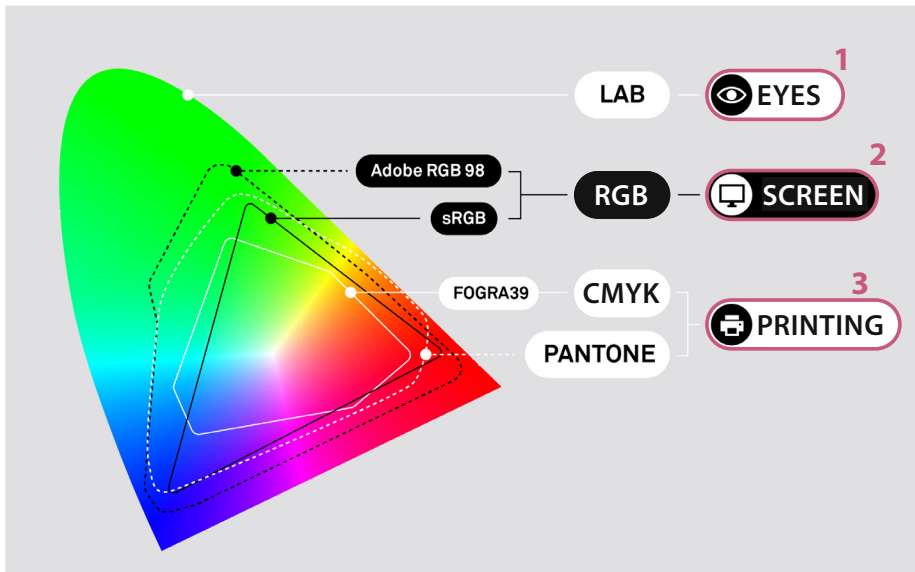 1
LAB
EYES
2
Adobe RGB 98
RGB
SCREEN
sRGB
3
FOGRA39
CMYK
PRINTING
PANTONE